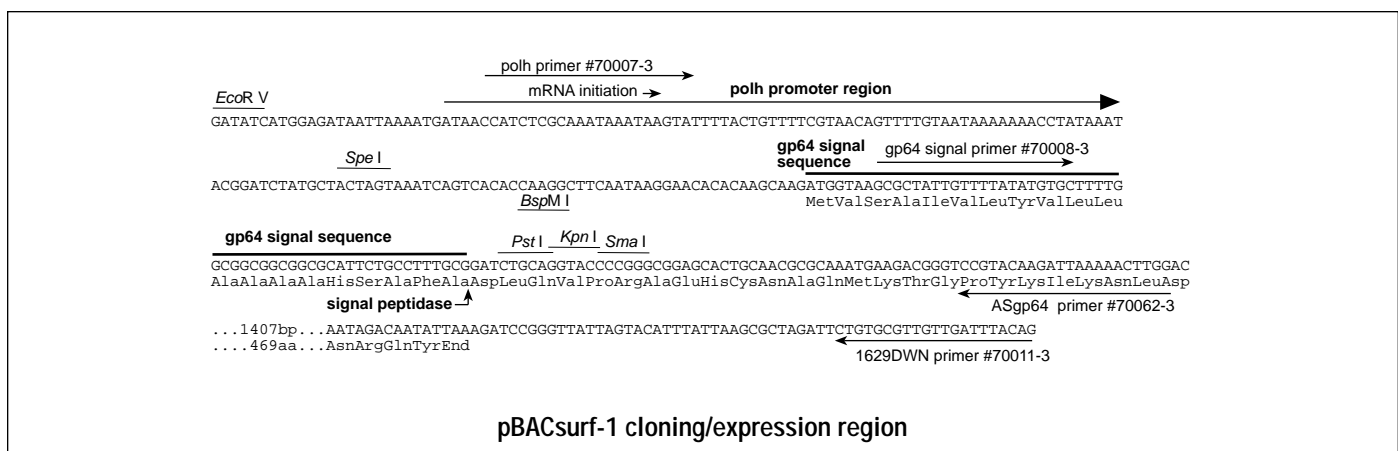 polh primer #70007-3
mRNA initiation
polh promoter region
EcoR V
GATATCATGGAGATAATTAAAATGATAACCATCTCGCAAATAAATAAGTATTTTACTGTTTTCGTAACAGTTTTGTAATAAAAAAACCTATAAAT
gp64 signal sequence
gp64 signal primer #70008-3
Spe I
ACGGATCTATGCTACTAGTAAATCAGTCACACCAAGGCTTCAATAAGGAACACACAAGCAAGATGGTAAGCGCTATTGTTTTATATGTGCTTTTG
BspM I
MetValSerAlaIleValLeuTyrValLeuLeu
gp64 signal sequence
Pst I
Kpn I
Sma I
GCGGCGGCGGCGCATTCTGCCTTTGCGGATCTGCAGGTACCCCGGGCGGAGCACTGCAACGCGCAAATGAAGACGGGTCCGTACAAGATTAAAAACTTGGAC
AlaAlaAlaAlaHisSerAlaPheAlaAspLeuGlnValProArgAlaGluHisCysAsnAlaGlnMetLysThrGlyProTyrLysIleLysAsnLeuAsp
signal peptidase
ASgp64 primer #70062-3
...1407bp...AATAGACAATATTAAAGATCCGGGTTATTAGTACATTTATTAAGCGCTAGATTCTGTGCGTTGTTGATTTACAG
....469aa...AsnArgGlnTyrEnd
1629DWN primer #70011-3
pBACsurf-1 cloning/expression region